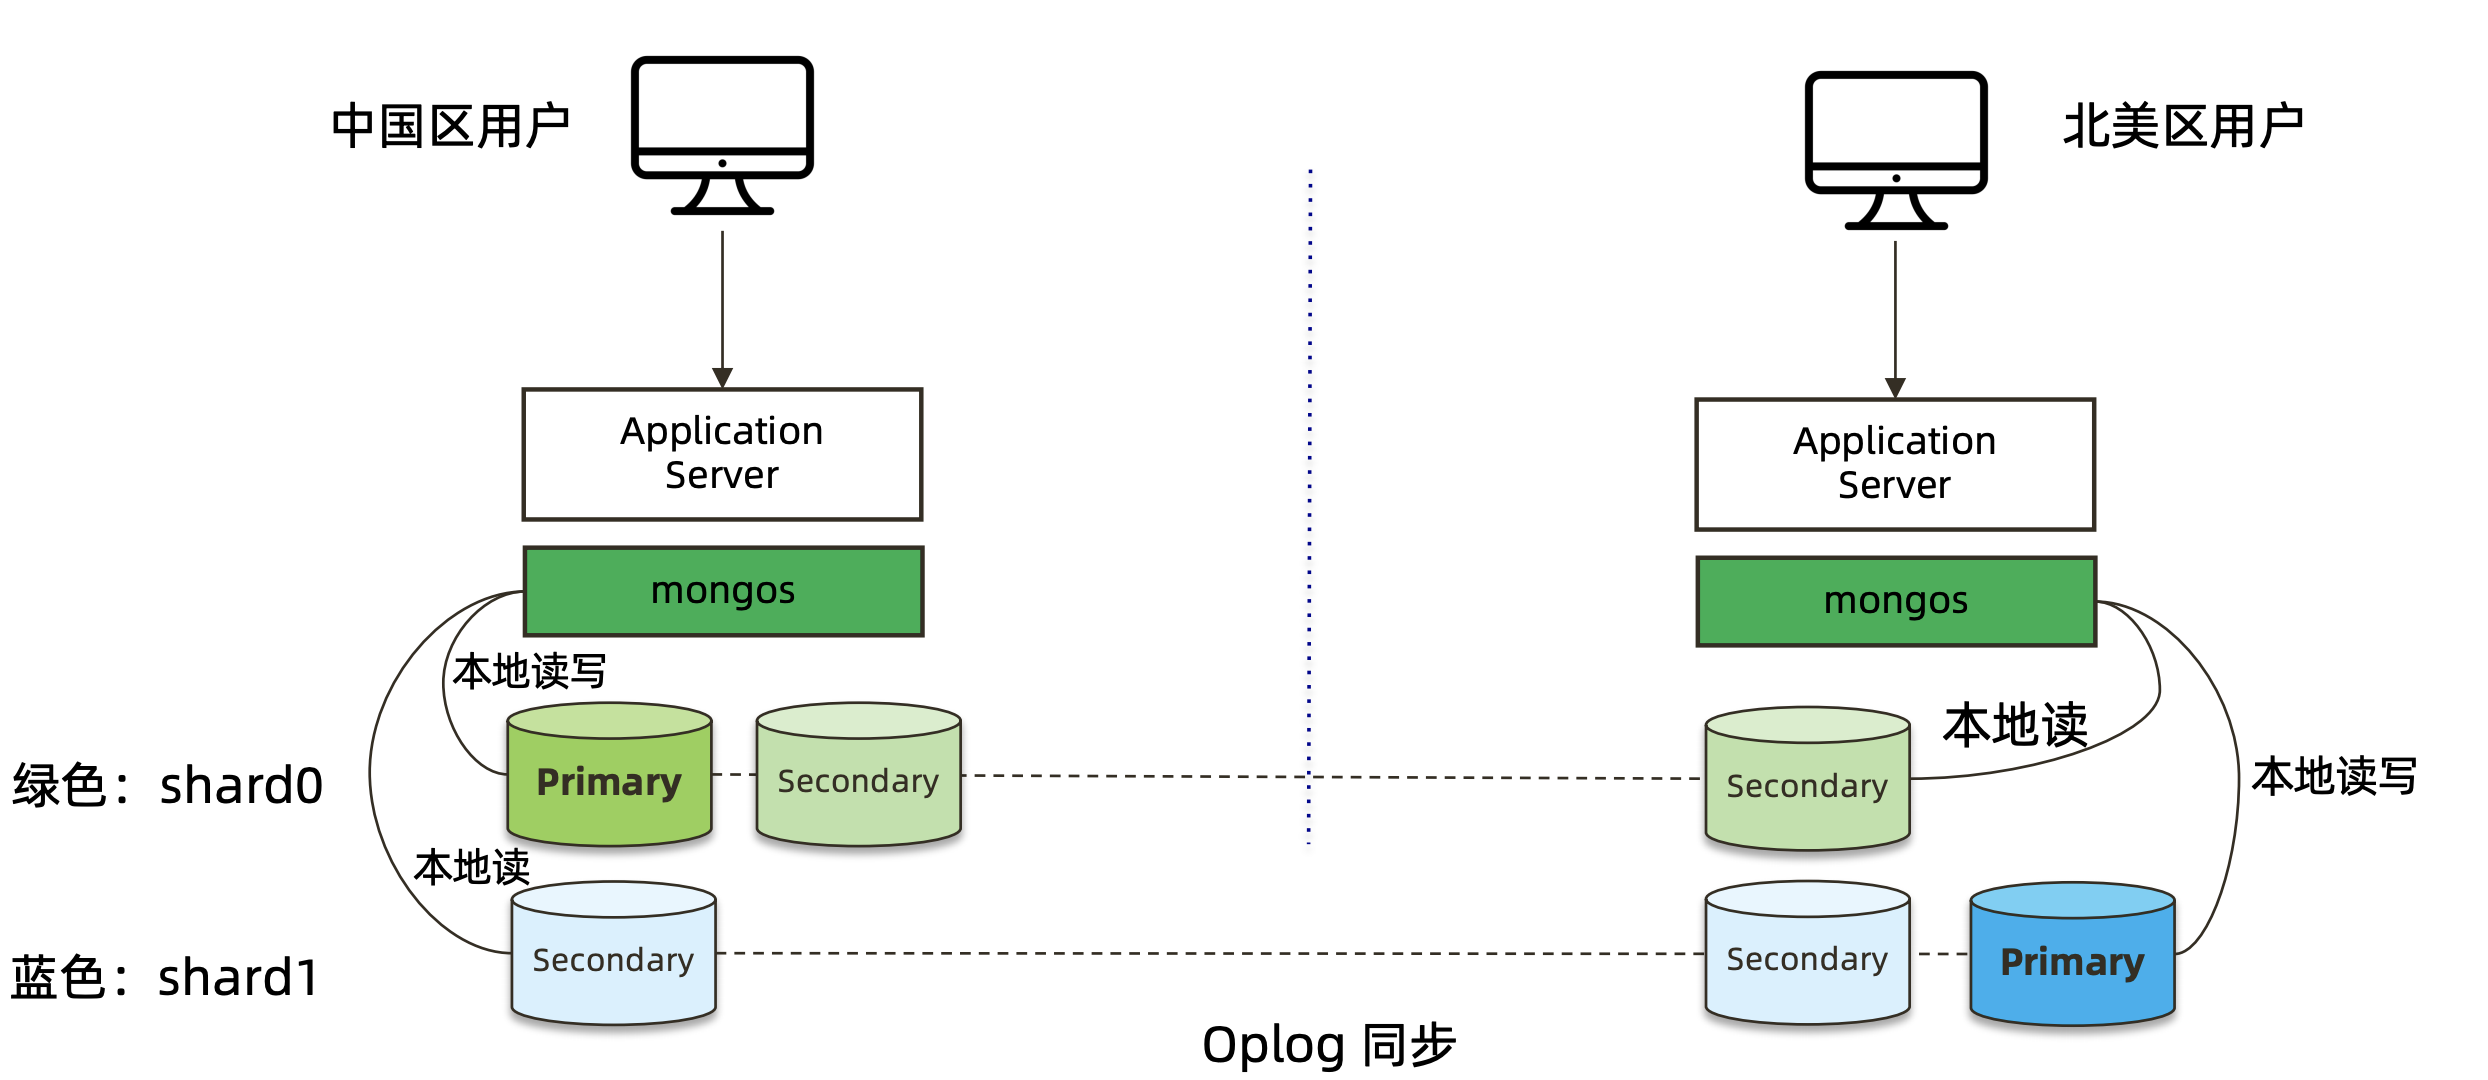 中国区用户
北美区用户
Application
Server
Application
Server
mongos
mongos
本地读写
本地读
本地读写
绿色：shard0
Primary
Secondary
Secondary
本地读
蓝色：shard1
Secondary
Secondary
Primary
Oplog 同步